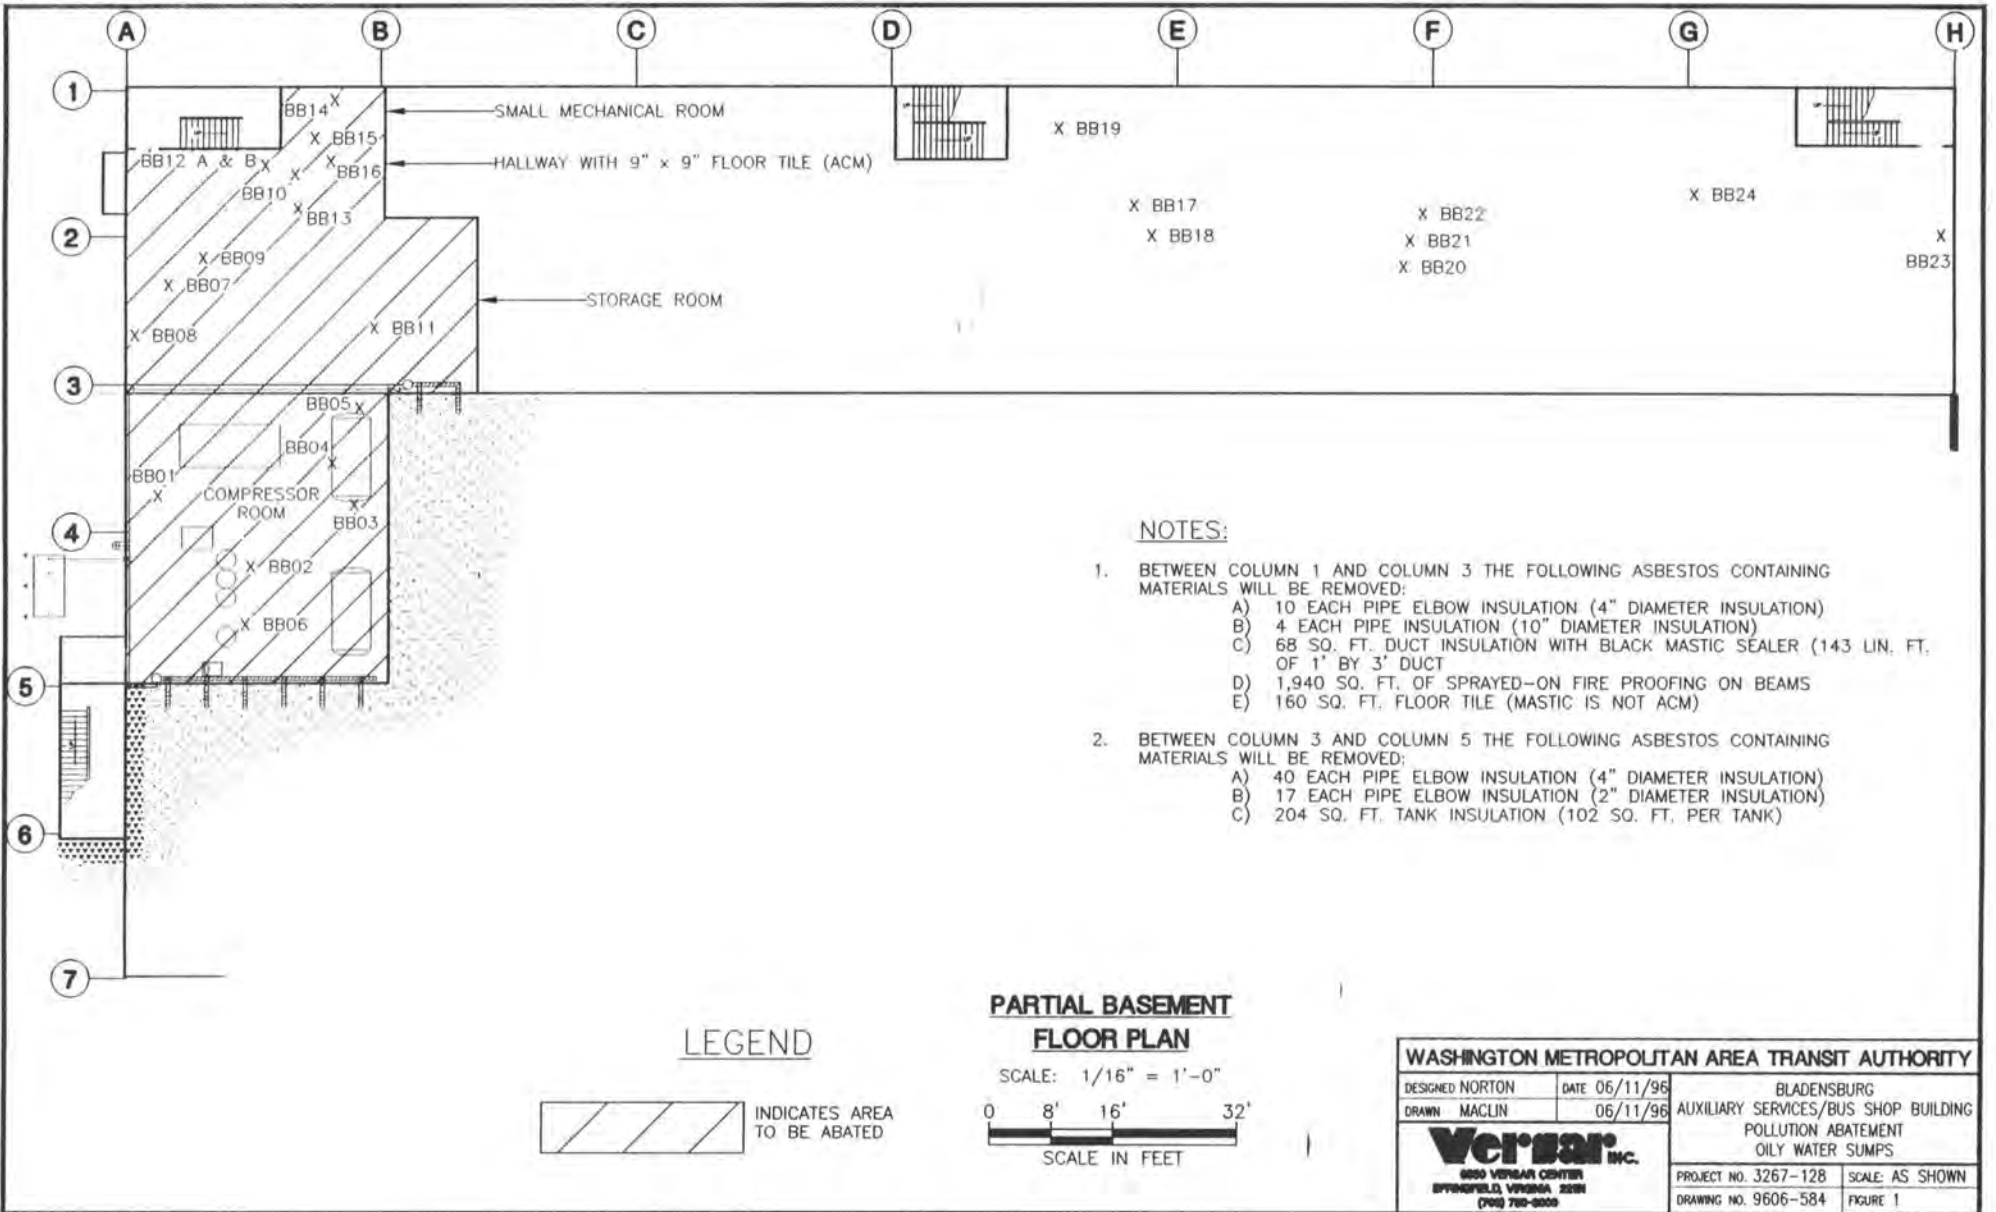 A B C D E F G H
1
2
3
4
5
6
7
BB14
BB15
BB12 A & B
BB16
BB10
BB13
BB09
BB07
BB08
BB11
SMALL MECHANICAL ROOM
HALLWAY WITH 9" x 9" FLOOR TILE (ACM)
STORAGE ROOM
BB19
BB17
BB18
BB22
BB21
BB20
BB24
BB23
BB05
BB04
BB01
COMPRESSOR
ROOM
BB03
BB02
BB06
NOTES:
1. BETWEEN COLUMN 1 AND COLUMN 3 THE FOLLOWING ASBESTOS CONTAINING
MATERIALS WILL BE REMOVED:
A) 10 EACH PIPE ELBOW INSULATION (4" DIAMETER INSULATION)
B) 4 EACH PIPE INSULATION (10" DIAMETER INSULATION)
C) 68 SQ. FT. DUCT INSULATION WITH BLACK MASTIC SEALER (143 LIN. FT.
OF 1' BY 3' DUCT
D) 1,940 SQ. FT. OF SPRAYED-ON FIRE PROOFING ON BEAMS
E) 160 SQ. FT. FLOOR TILE (MASTIC IS NOT ACM)
2. BETWEEN COLUMN 3 AND COLUMN 5 THE FOLLOWING ASBESTOS CONTAINING
MATERIALS WILL BE REMOVED:
A) 40 EACH PIPE ELBOW INSULATION (4" DIAMETER INSULATION)
B) 17 EACH PIPE ELBOW INSULATION (2" DIAMETER INSULATION)
C) 204 SQ. FT. TANK INSULATION (102 SQ. FT. PER TANK)
LEGEND
INDICATES AREA
TO BE ABATED
PARTIAL BASEMENT
FLOOR PLAN
SCALE: 1/16" = 1'-0"
0 8' 16' 32'
SCALE IN FEET
WASHINGTON METROPOLITAN AREA TRANSIT AUTHORITY
DESIGNED NORTON DATE 06/11/96
DRAWN MACLIN 06/11/96
BLADENSBURG
AUXILIARY SERVICES/BUS SHOP BUILDING
POLLUTION ABATEMENT
OILY WATER SUMPS
Versar INC.
VERSAR CENTER
SPRINGFIELD, VIRGINIA
PROJECT NO. 3267-128 SCALE: AS SHOWN
DRAWING NO. 9606-584 FIGURE 1